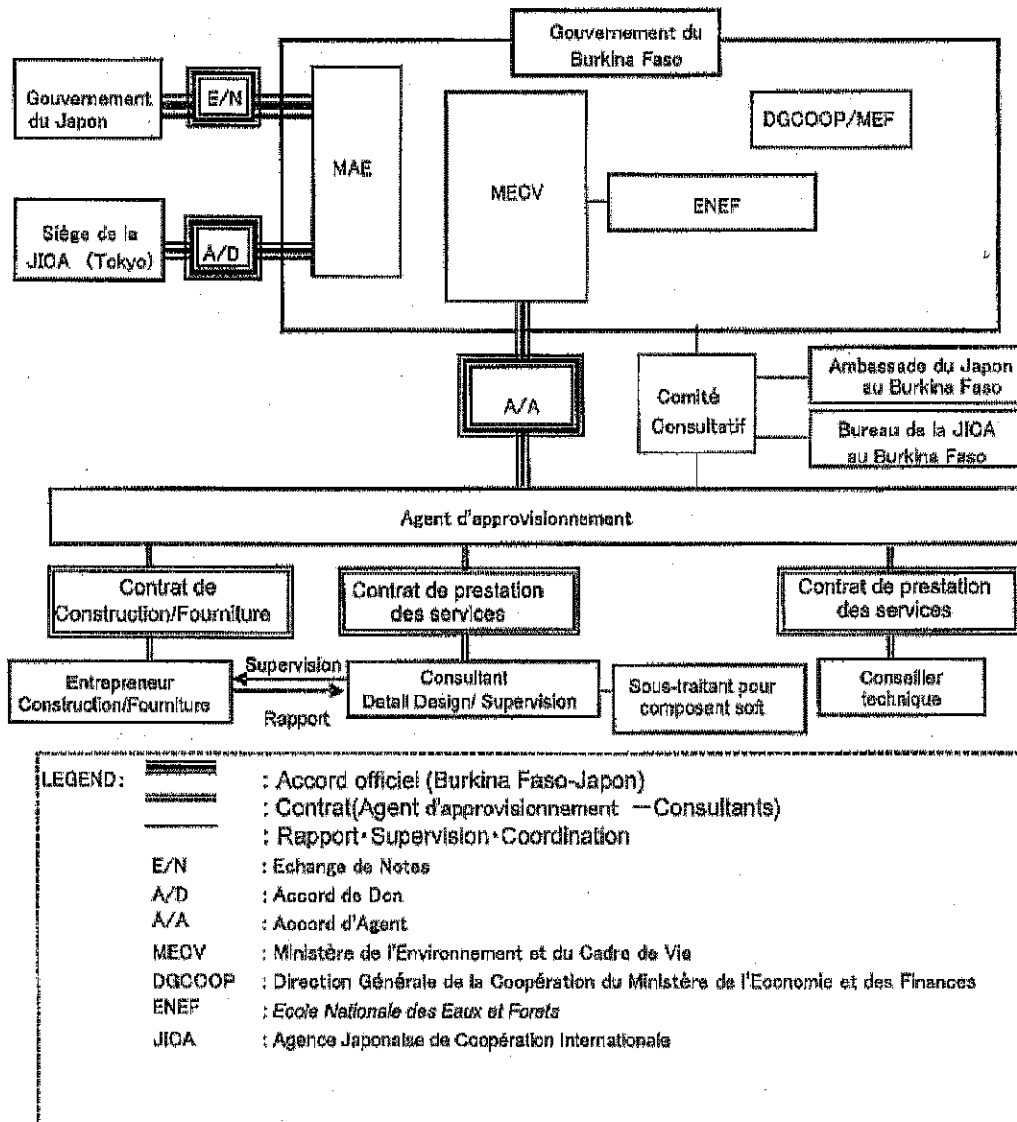 Gouvernement du
Burkina Faso
Gouvernement
du Japon
E/N
MAE
MECV
DGCOOP/MEF
ENEF
Siège de la
JICA (Tokyo)
A/D
A/A
Comité
Consultatif
Ambassade du Japon
au Burkina Faso
Bureau de la JICA
au Burkina Faso
Agent d'approvisionnement
Contrat de
Construction/Fourniture
Contrat de prestation
des services
Contrat de prestation
des services
Entrepreneur
Construction/Fourniture
Supervision
Rapport
Consultant
Detail Design/ Supervision
Sous-traitant pour
composent soft
Conseiller
technique
LEGEND:
: Accord officiel (Burkina Faso-Japon)
: Contrat(Agent d'approvisionnement —Consultants)
: Rapport・Supervision・Coordination
E/N : Echange de Notes
A/D : Accord de Don
A/A : Accord d'Agent
MECV : Ministère de l'Environnement et du Cadre de Vie
DGCOOP : Direction Générale de la Coopération du Ministère de l'Economie et des Finances
ENEF : Ecole Nationale des Eaux et Forets
JICA : Agence Japonaise de Coopération Internationale